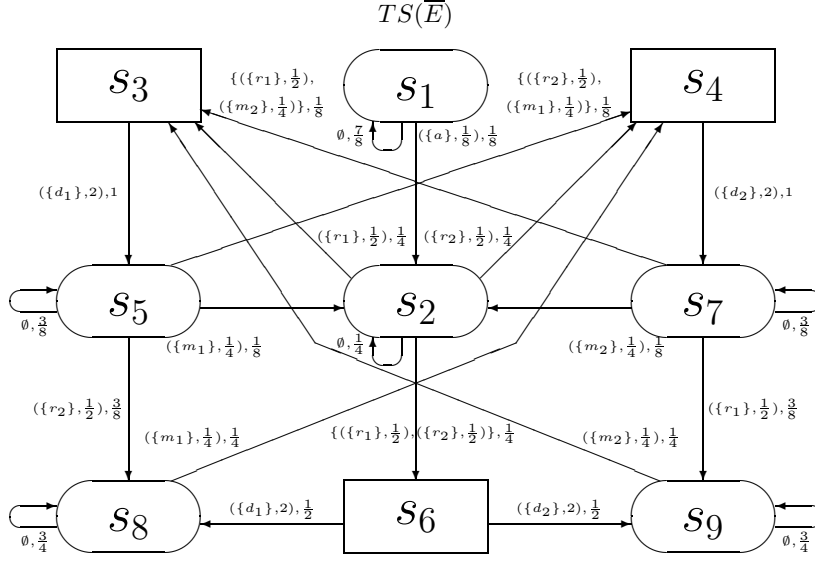 TS(E̅)
{({r₁},½),
({m₂},¼)},⅛
{({r₂},½),
({m₁},¼)},⅛
s₃
s₁
s₄
∅,⅞
({a},⅛),⅛
({d₁},2),1
({d₂},2),1
({r₁},½),¼
({r₂},½),¼
s₅
s₂
s₇
∅,⅜
({m₁},¼),⅛
∅,¼
({m₂},¼),⅛
∅,⅜
({r₂},½),⅜
({r₁},½),⅜
({m₁},¼),¼
{({r₁},½),({r₂},½)},¼
({m₂},¼),¼
s₈
({d₁},2),½
s₆
({d₂},2),½
s₉
∅,¾
∅,¾